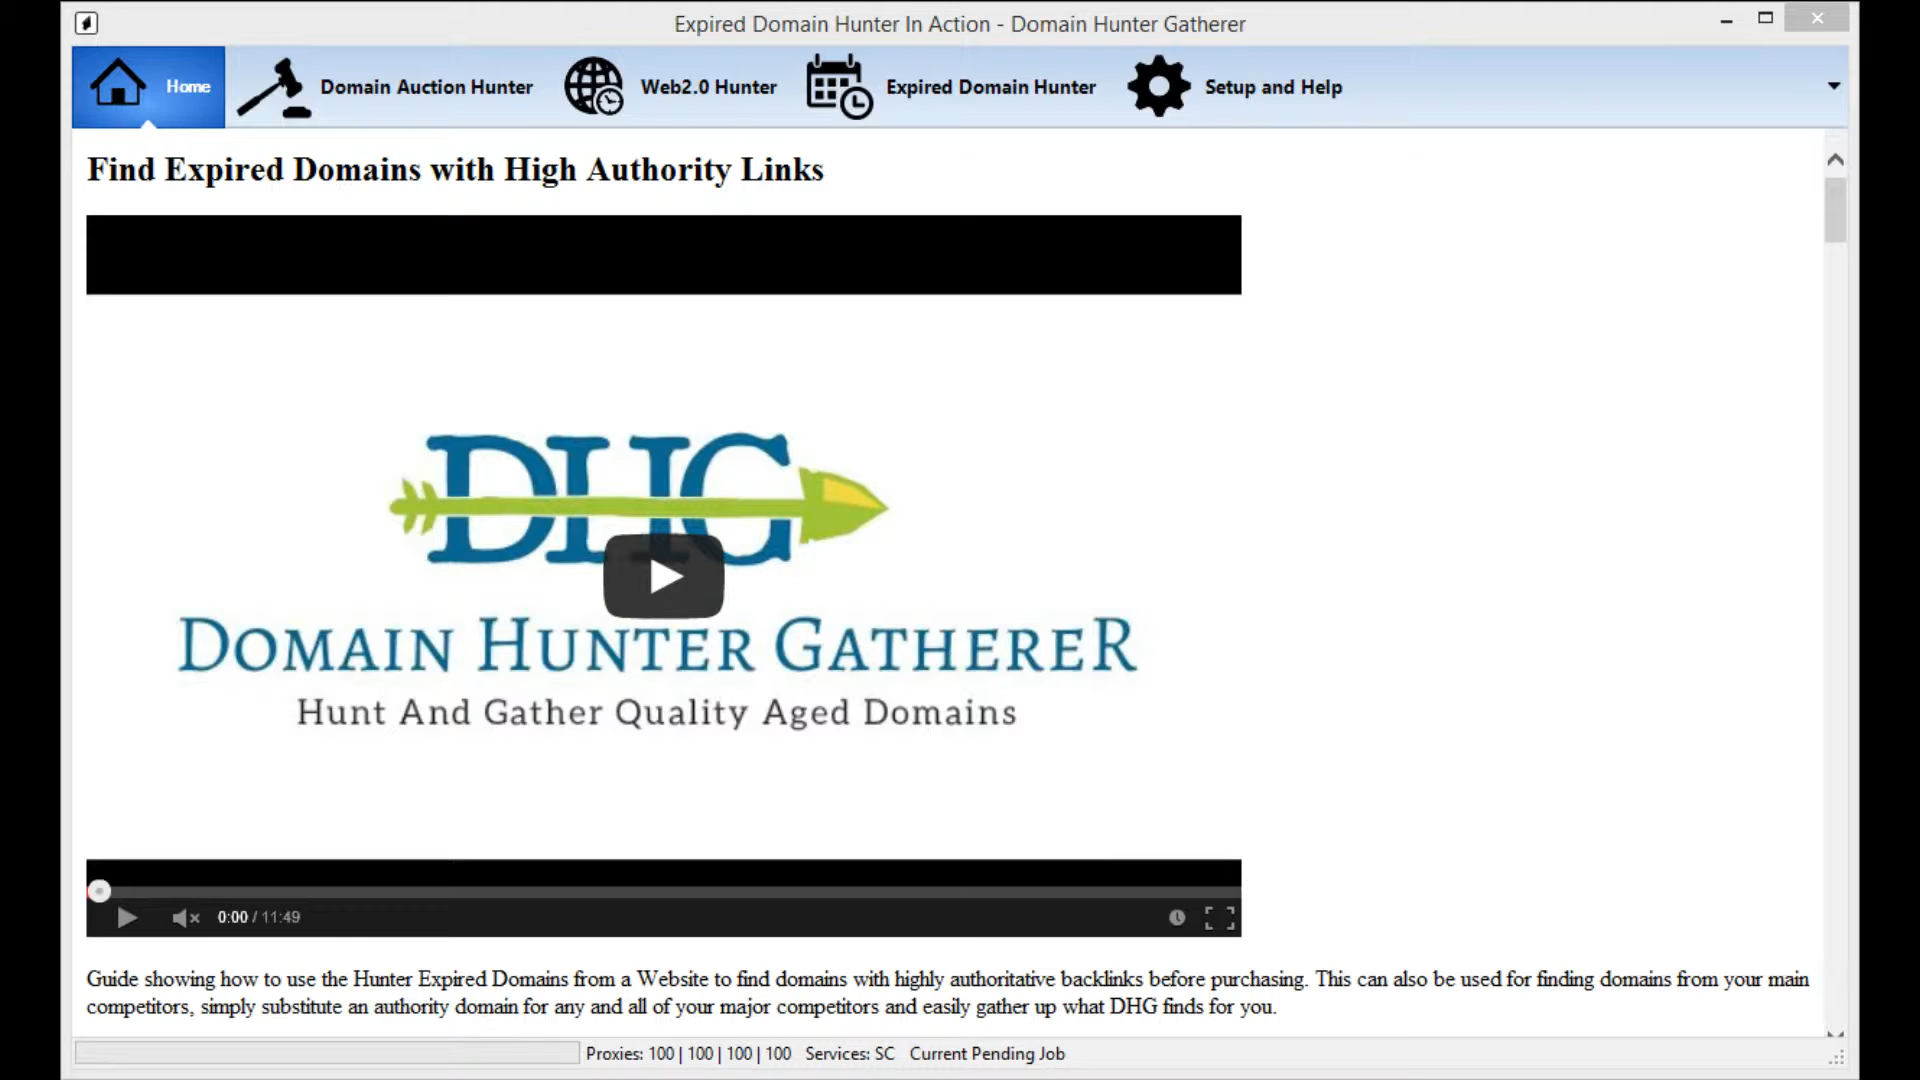 Expired Domain Hunter In Action - Domain Hunter Gatherer
Home
Domain Auction Hunter
Web2.0 Hunter
Expired Domain Hunter
Setup and Help
Find Expired Domains with High Authority Links
DHG
DOMAIN HUNTER GATHERER
Hunt And Gather Quality Aged Domains
0:00 / 11:49
Guide showing how to use the Hunter Expired Domains from a Website to find domains with highly authoritative backlinks before purchasing. This can also be used for finding domains from your main
competitors, simply substitute an authority domain for any and all of your major competitors and easily gather up what DHG finds for you.
Proxies: 100 | 100 | 100 | 100 Services: SC Current Pending Job